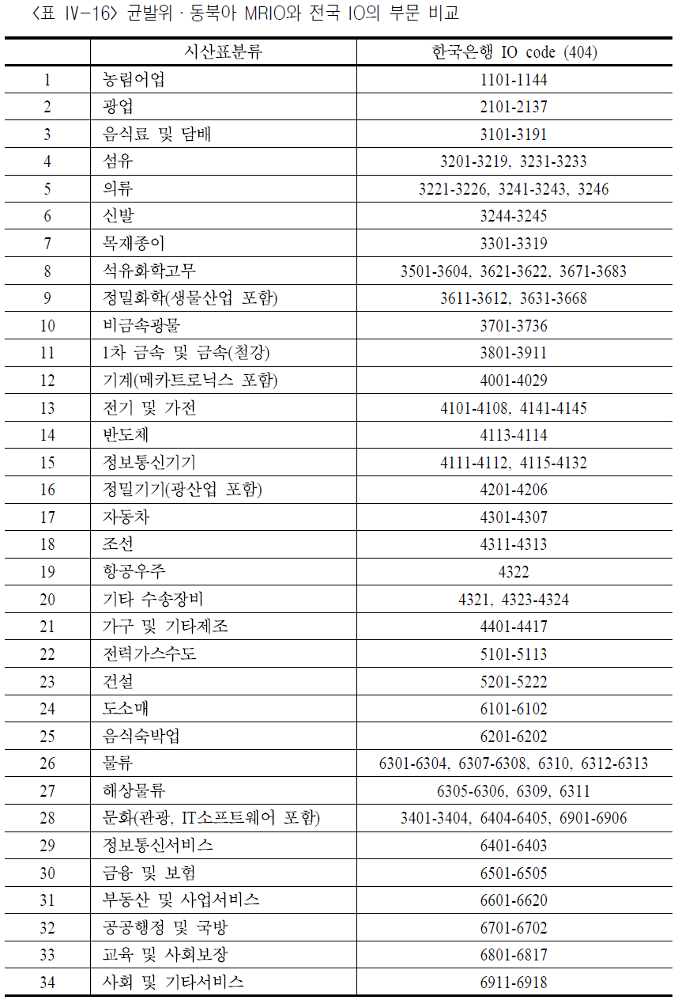 <표 Ⅳ-16> 균발위·동북아 MRIO와 전국 IO의 부문 비교
시산표분류 한국은행 IO code (404)
1 농림어업 1101-1144
2 광업 2101-2137
3 음식료 및 담배 3101-3191
4 섬유 3201-3219, 3231-3233
5 의류 3221-3226, 3241-3243, 3246
6 신발 3244-3245
7 목재종이 3301-3319
8 석유화학고무 3501-3604, 3621-3622, 3671-3683
9 정밀화학(생물산업 포함) 3611-3612, 3631-3668
10 비금속광물 3701-3736
11 1차 금속 및 금속(철강) 3801-3911
12 기계(메카트로닉스 포함) 4001-4029
13 전기 및 가전 4101-4108, 4141-4145
14 반도체 4113-4114
15 정보통신기기 4111-4112, 4115-4132
16 정밀기기(광산업 포함) 4201-4206
17 자동차 4301-4307
18 조선 4311-4313
19 항공우주 4322
20 기타 수송장비 4321, 4323-4324
21 가구 및 기타제조 4401-4417
22 전력가스수도 5101-5113
23 건설 5201-5222
24 도소매 6101-6102
25 음식숙박업 6201-6202
26 물류 6301-6304, 6307-6308, 6310, 6312-6313
27 해상물류 6305-6306, 6309, 6311
28 문화(관광, IT소프트웨어 포함) 3401-3404, 6404-6405, 6901-6906
29 정보통신서비스 6401-6403
30 금융 및 보험 6501-6505
31 부동산 및 사업서비스 6601-6620
32 공공행정 및 국방 6701-6702
33 교육 및 사회보장 6801-6817
34 사회 및 기타서비스 6911-6918